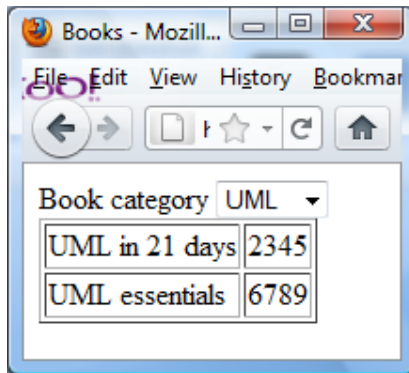 Books - Mozill...
File Edit View History Bookmar
Book category UML
UML in 21 days 2345
UML essentials 6789